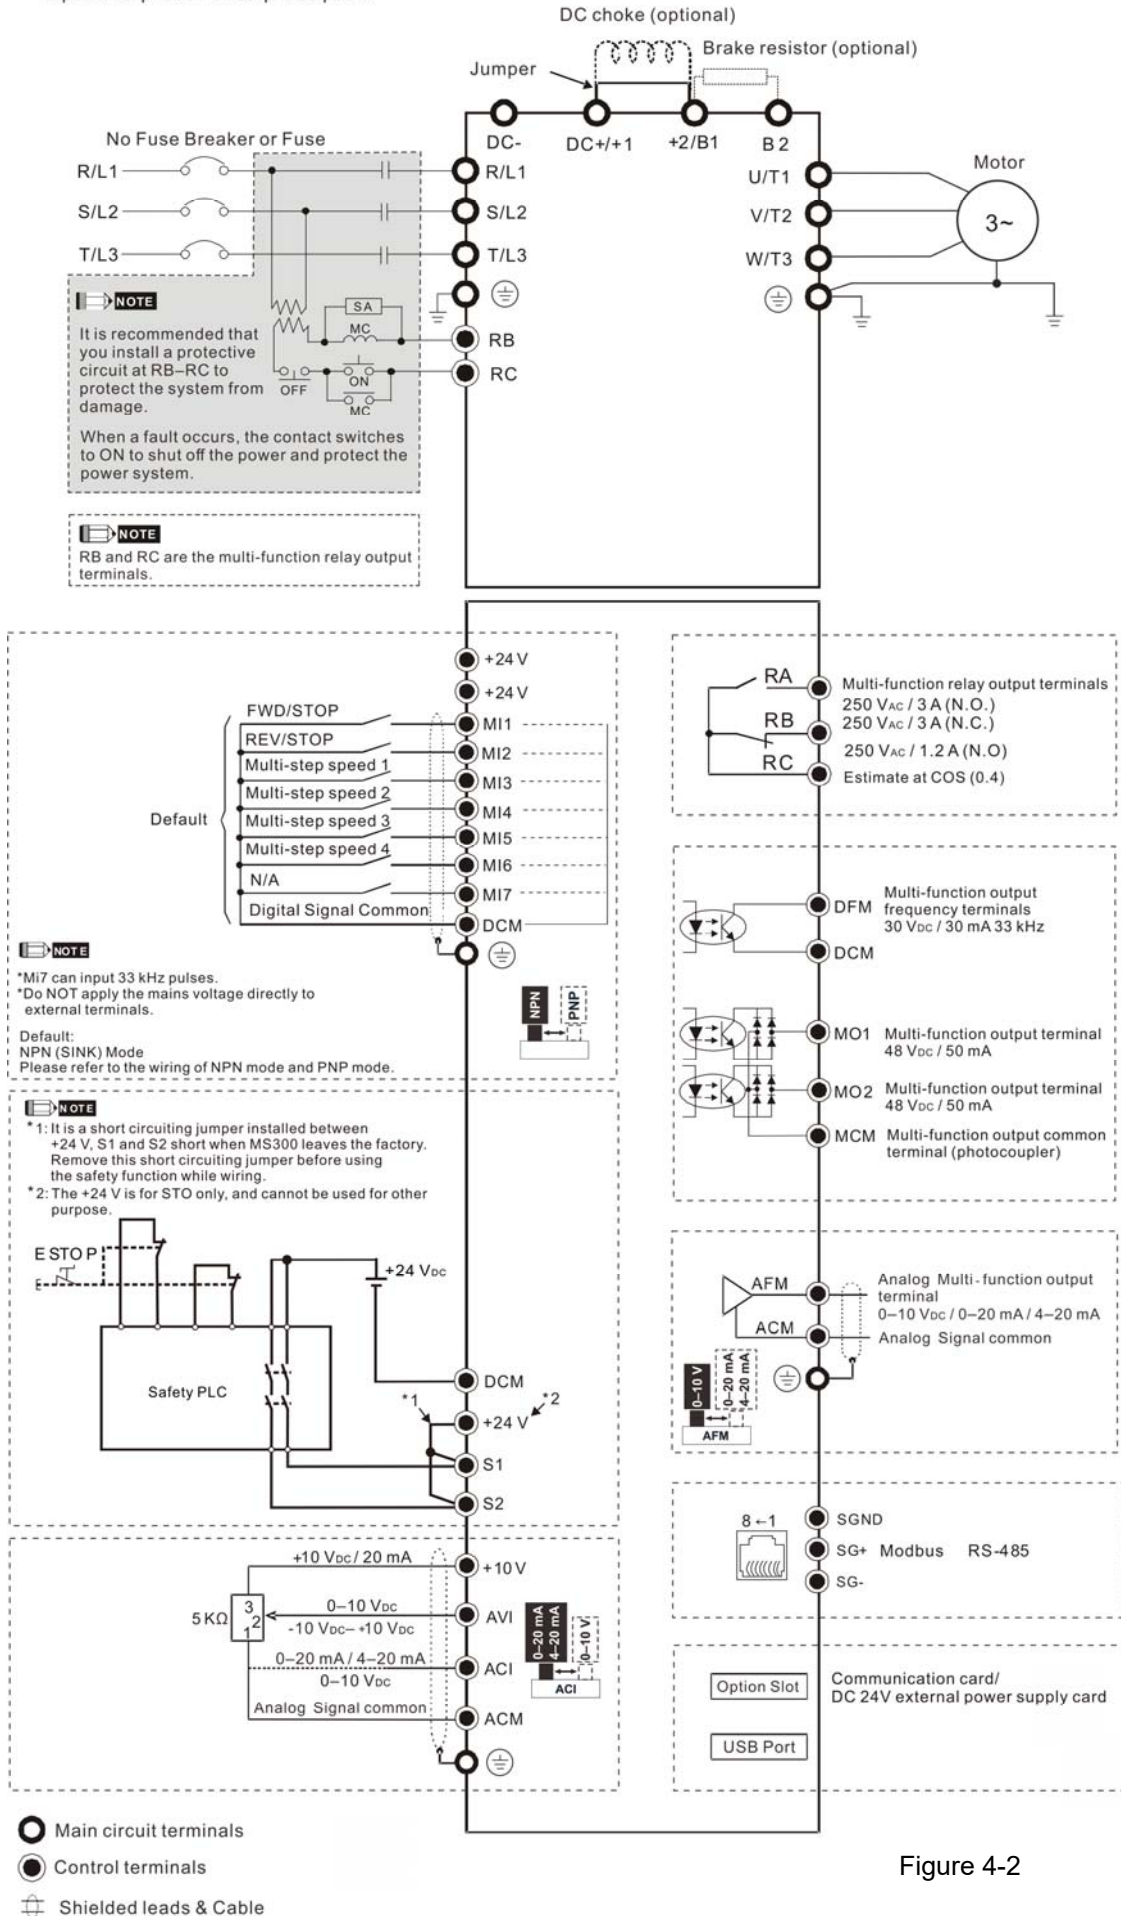 DC choke (optional)
Brake resistor (optional)
Jumper
DC-
DC+/+1
+2/B1
B2
No Fuse Breaker or Fuse
R/L1
S/L2
T/L3
R/L1
S/L2
T/L3
RB
RC
U/T1
V/T2
W/T3
Motor
3~
SA
MC
OFF
ON
MC
NOTE
It is recommended that
you install a protective
circuit at RB–RC to
protect the system from
damage.
When a fault occurs, the contact switches
to ON to shut off the power and protect the
power system.
NOTE
RB and RC are the multi-function relay output
terminals.
+24 V
+24 V
Default
FWD/STOP
MI1
REV/STOP
MI2
Multi-step speed 1
MI3
Multi-step speed 2
MI4
Multi-step speed 3
MI5
Multi-step speed 4
MI6
N/A
MI7
Digital Signal Common
DCM
NOTE
*Mi7 can input 33 kHz pulses.
*Do NOT apply the mains voltage directly to
external terminals.
Default:
NPN (SINK) Mode
Please refer to the wiring of NPN mode and PNP mode.
NPN
PNP
RA
RB
RC
Multi-function relay output terminals
250 VAC / 3 A (N.O.)
250 VAC / 3 A (N.C.)
250 VAC / 1.2 A (N.O)
Estimate at COS (0.4)
DFM
Multi-function output
frequency terminals
30 VDC / 30 mA 33 kHz
DCM
MO1
Multi-function output terminal
48 VDC / 50 mA
MO2
Multi-function output terminal
48 VDC / 50 mA
MCM
Multi-function output common
terminal (photocoupler)
NOTE
*1: It is a short circuiting jumper installed between
+24 V, S1 and S2 short when MS300 leaves the factory.
Remove this short circuiting jumper before using
the safety function while wiring.
*2: The +24 V is for STO only, and cannot be used for other
purpose.
E STOP
Safety PLC
+24 VDC
DCM
*1
+24 V
*2
S1
S2
AFM
ACM
Analog Multi-function output
terminal
0–10 VDC / 0–20 mA / 4–20 mA
Analog Signal common
0–10 V
0–20 mA
4–20 mA
AFM
8←1
SGND
SG+
SG-
Modbus RS-485
+10 VDC / 20 mA
+10 V
5 KΩ
3
2
1
0–10 VDC
-10 VDC– +10 VDC
AVI
0–20 mA / 4–20 mA
0–10 VDC
ACI
Analog Signal common
ACM
0–20 mA
4–20 mA
0–10 V
ACI
Option Slot
Communication card/
DC 24V external power supply card
USB Port
Main circuit terminals
Control terminals
Shielded leads & Cable
Figure 4-2